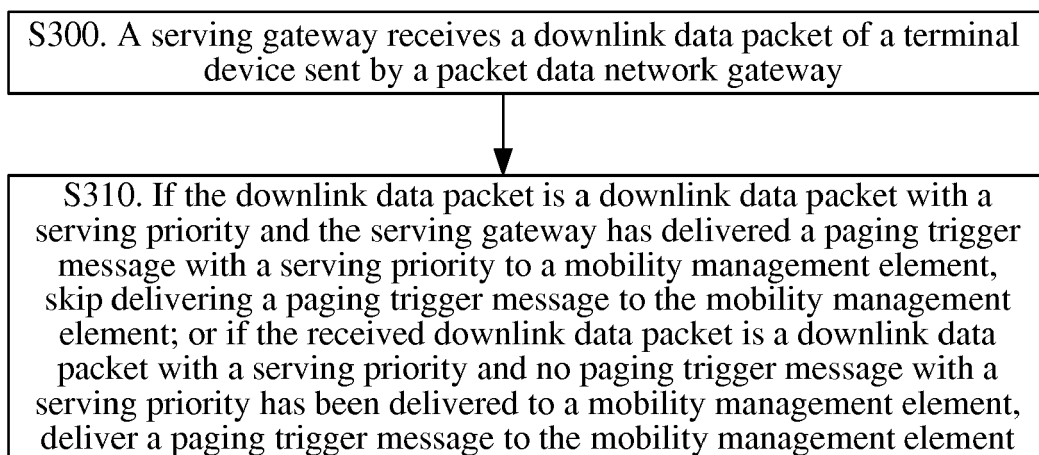 S300. A serving gateway receives a downlink data packet of a terminal
device sent by a packet data network gateway
S310. If the downlink data packet is a downlink data packet with a
serving priority and the serving gateway has delivered a paging trigger
message with a serving priority to a mobility management element,
skip delivering a paging trigger message to the mobility management
element; or if the received downlink data packet is a downlink data
packet with a serving priority and no paging trigger message with a
serving priority has been delivered to a mobility management element,
deliver a paging trigger message to the mobility management element